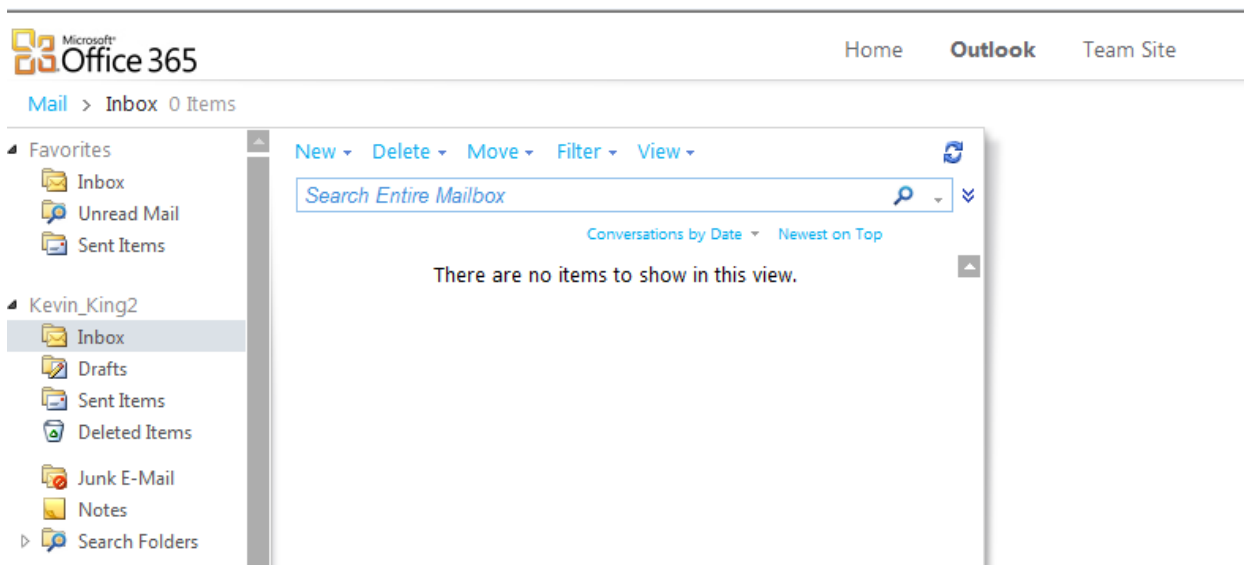 Microsoft®
Office 365
Home Outlook Team Site
Mail > Inbox 0 Items
Favorites
Inbox
Unread Mail
Sent Items
Kevin_King2
Inbox
Drafts
Sent Items
Deleted Items
Junk E-Mail
Notes
Search Folders
New Delete Move Filter View
Search Entire Mailbox
Conversations by Date Newest on Top
There are no items to show in this view.